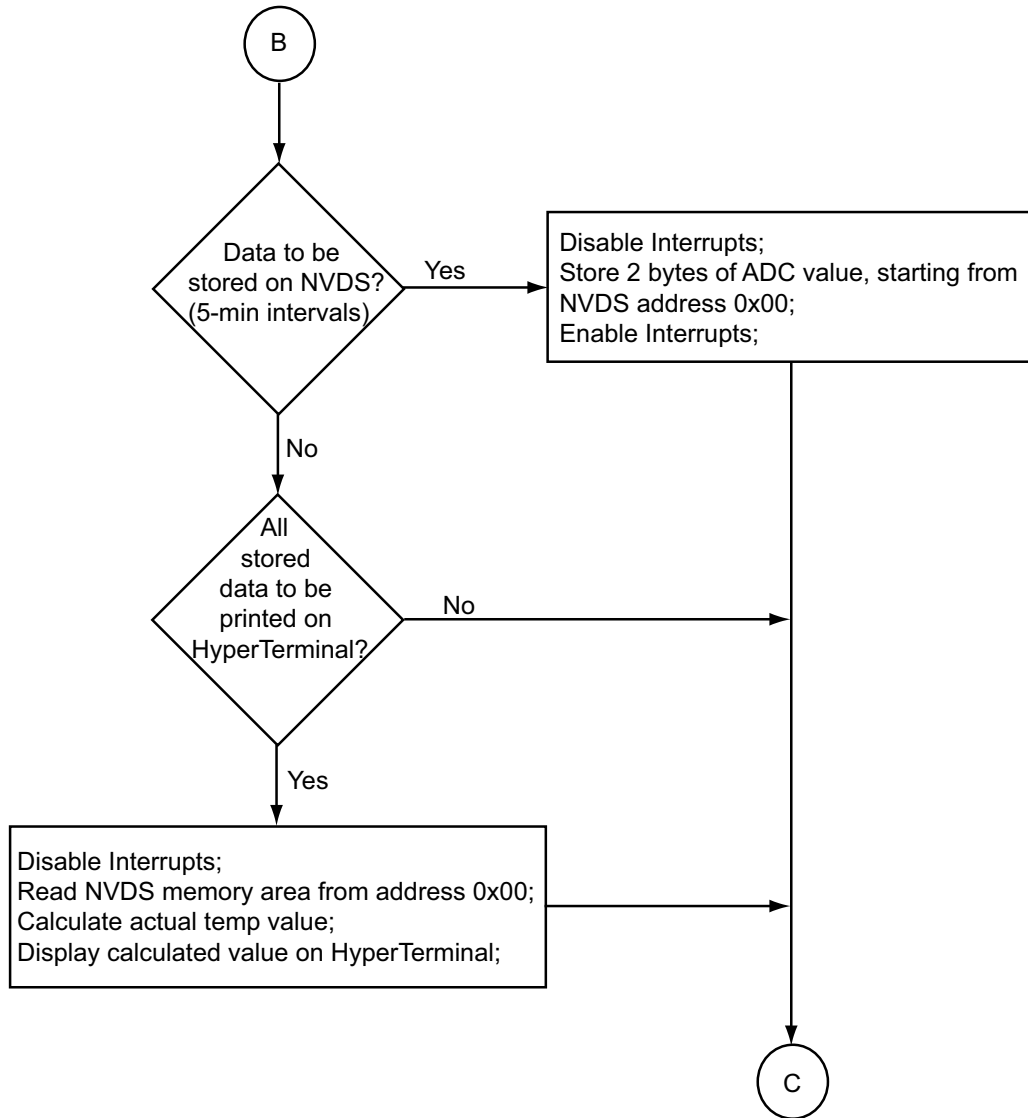 B
Data to be
stored on NVDS?
(5-min intervals)
Yes
Disable Interrupts;
Store 2 bytes of ADC value, starting from
NVDS address 0x00;
Enable Interrupts;
No
All
stored
data to be
printed on
HyperTerminal?
No
Yes
Disable Interrupts;
Read NVDS memory area from address 0x00;
Calculate actual temp value;
Display calculated value on HyperTerminal;
C